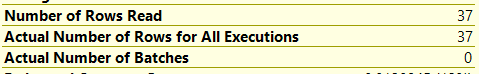 Number of Rows Read 37
Actual Number of Rows for All Executions 37
Actual Number of Batches 0